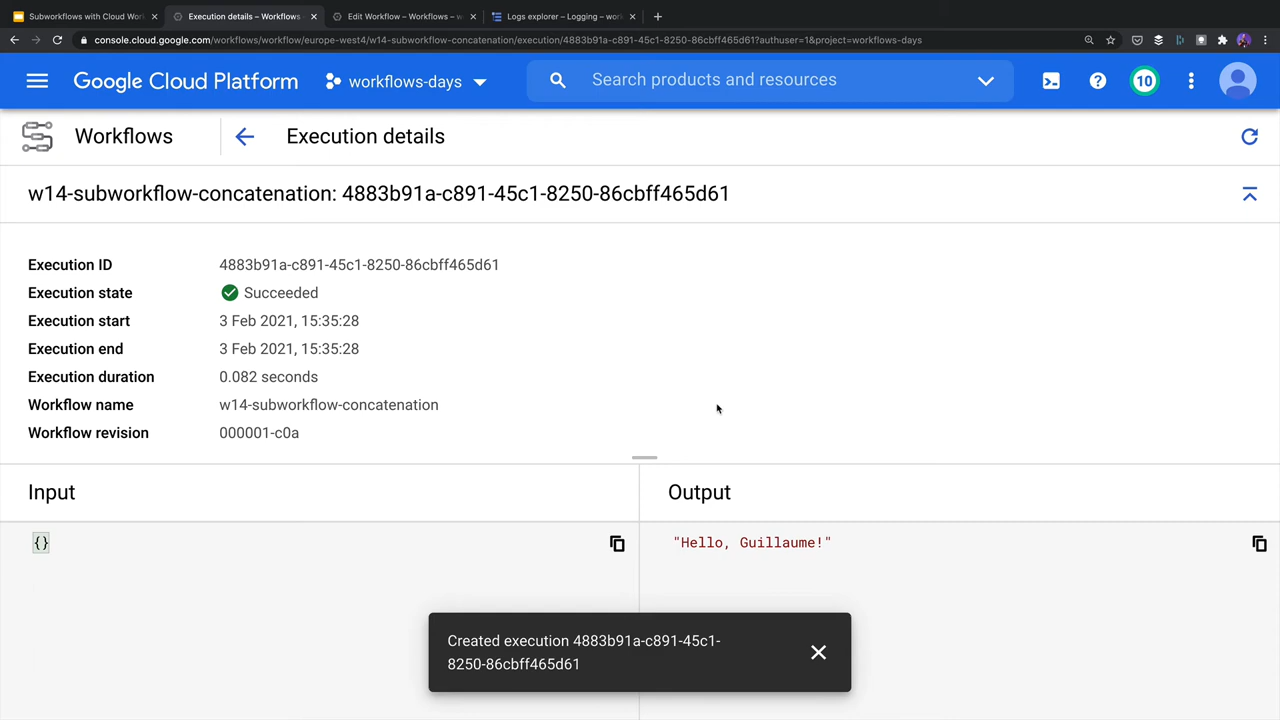 Subworkflows with Cloud Wor
Execution details – Workflows
Edit Workflow – Workflows – w
Logs explorer – Logging – work
console.cloud.google.com/workflows/workflow/europe-west4/w14-subworkflow-concatenation/execution/4883b91a-c891-45c1-8250-86cbff465d61?authuser=1&project=workflows-days
Google Cloud Platform
workflows-days
Search products and resources
10
Workflows
Execution details
w14-subworkflow-concatenation: 4883b91a-c891-45c1-8250-86cbff465d61
Execution ID 4883b91a-c891-45c1-8250-86cbff465d61
Execution state Succeeded
Execution start 3 Feb 2021, 15:35:28
Execution end 3 Feb 2021, 15:35:28
Execution duration 0.082 seconds
Workflow name w14-subworkflow-concatenation
Workflow revision 000001-c0a
Input
Output
{}
"Hello, Guillaume!"
Created execution 4883b91a-c891-45c1-
8250-86cbff465d61